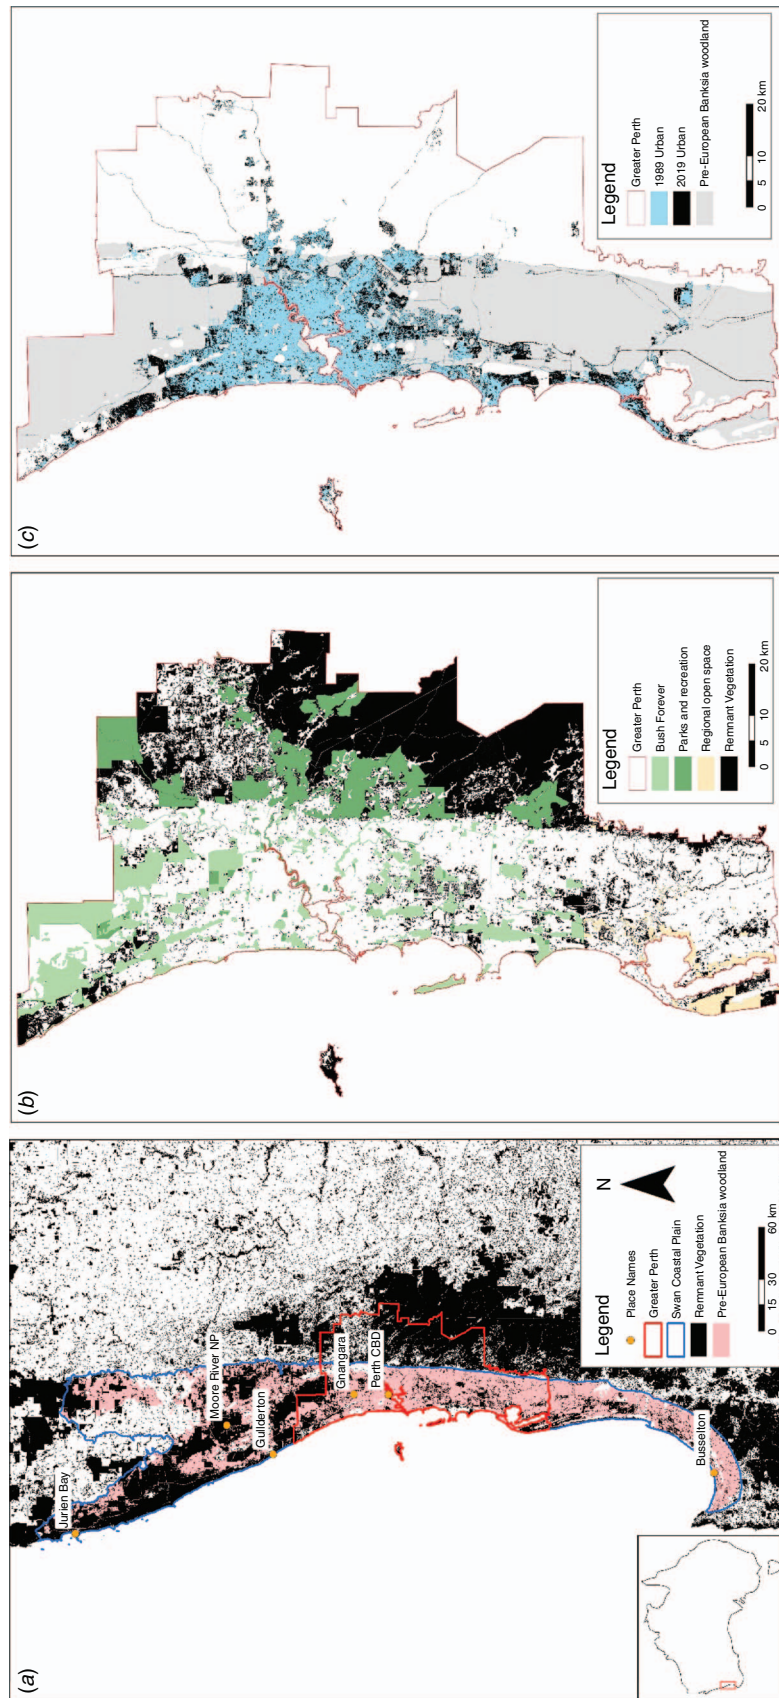 (a)
Jurien Bay
Moore River NP
Guilderton
Gnangara
Perth CBD
Busselton
Legend
Place Names
Greater Perth
Swan Coastal Plain
Remnant Vegetation
Pre-European Banksia woodland
N
0 15 30 60 km
(b)
Legend
Greater Perth
Bush Forever
Parks and recreation
Regional open space
Remnant Vegetation
0 5 10 20 km
(c)
Legend
Greater Perth
1989 Urban
2019 Urban
Pre-European Banksia woodland
0 5 10 20 km